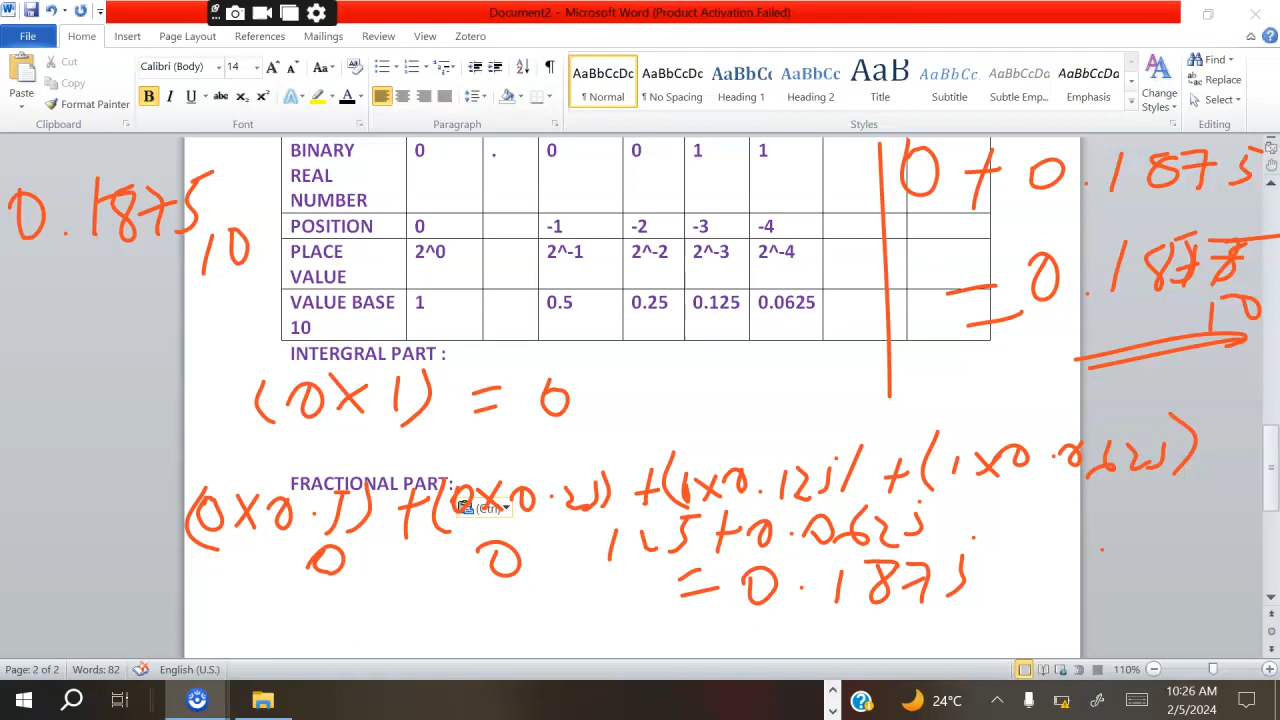 Document2 - Microsoft Word (Product Activation Failed)
File Home Insert Page Layout References Mailings Review View Zotero
Cut
Copy
Format Painter
Paste
Clipboard
Calibri (Body) 14
Font
Paragraph
AaBbCcDc AaBbCcDc AaBbC( AaBbCc AaB AaBbCc. AaBbCcDc AaBbCcDc
¶ Normal ¶ No Spacing Heading 1 Heading 2 Title Subtitle Subtle Emp... Emphasis
Styles
Change Styles
Find
Replace
Select
Editing
BINARY REAL NUMBER 0 . 0 0 1 1
POSITION 0 -1 -2 -3 -4
PLACE VALUE 2^0 2^-1 2^-2 2^-3 2^-4
VALUE BASE 10 1 0.5 0.25 0.125 0.0625
0.1875 10
0 + 0.1875
= 0.187
10
INTERGRAL PART :
(0 X 1) = 0
FRACTIONAL PART:
(Ctrl)
(0 X 0.5) + (0 X 0.25) + (1 X 0.125) + (1 X 0.0625)
0 0 125 + 0.0625
= 0.1875
Page: 2 of 2 Words: 82 English (U.S.) 110%
24°C
10:26 AM
2/5/2024